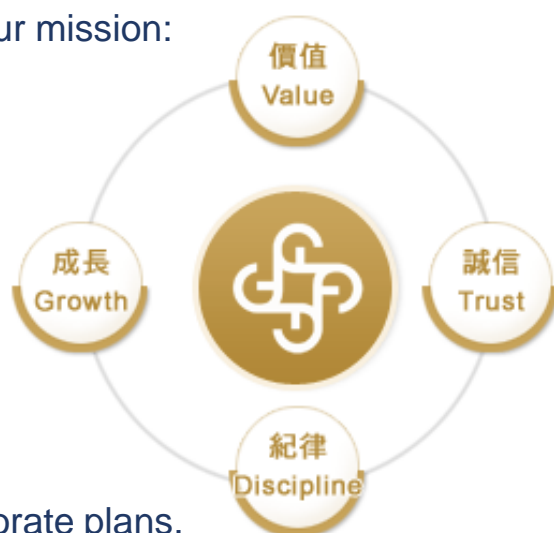 ur mission:
價值
Value
成長
Growth
誠信
Trust
紀律
Discipline
orate plans.